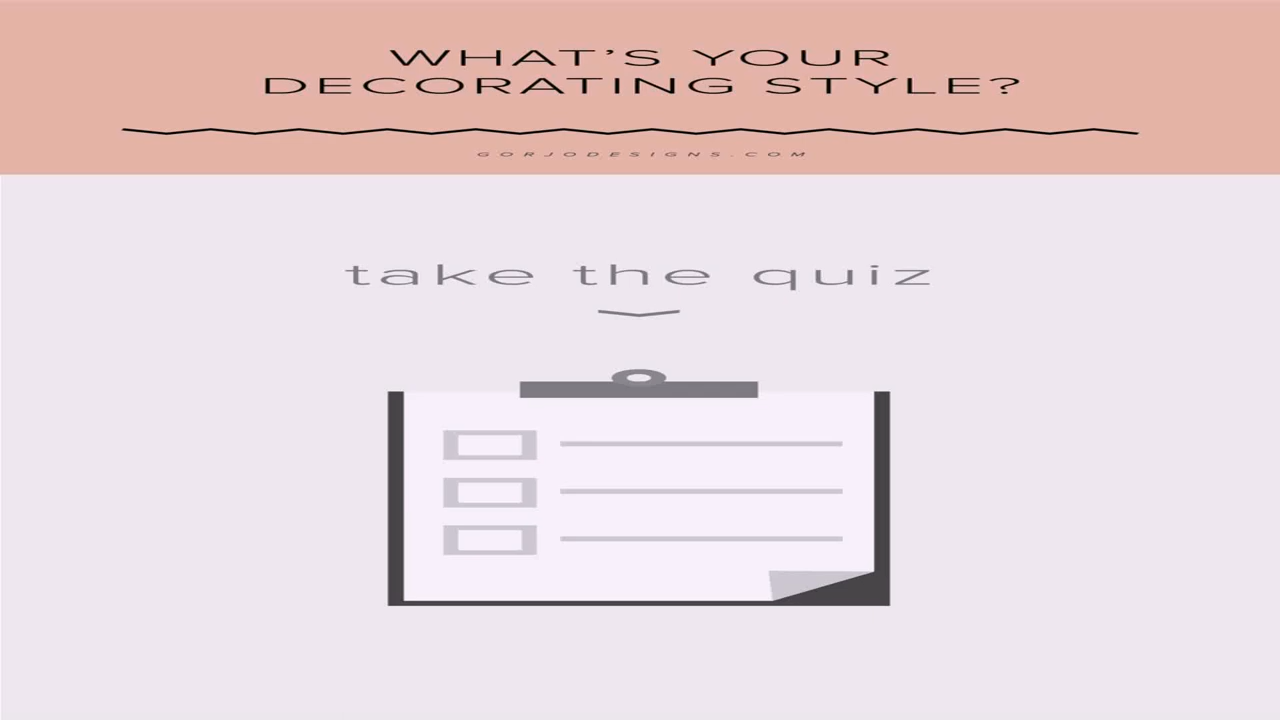 WHAT'S YOUR
DECORATING STYLE?
GORJODESIGNS.COM
take the quiz